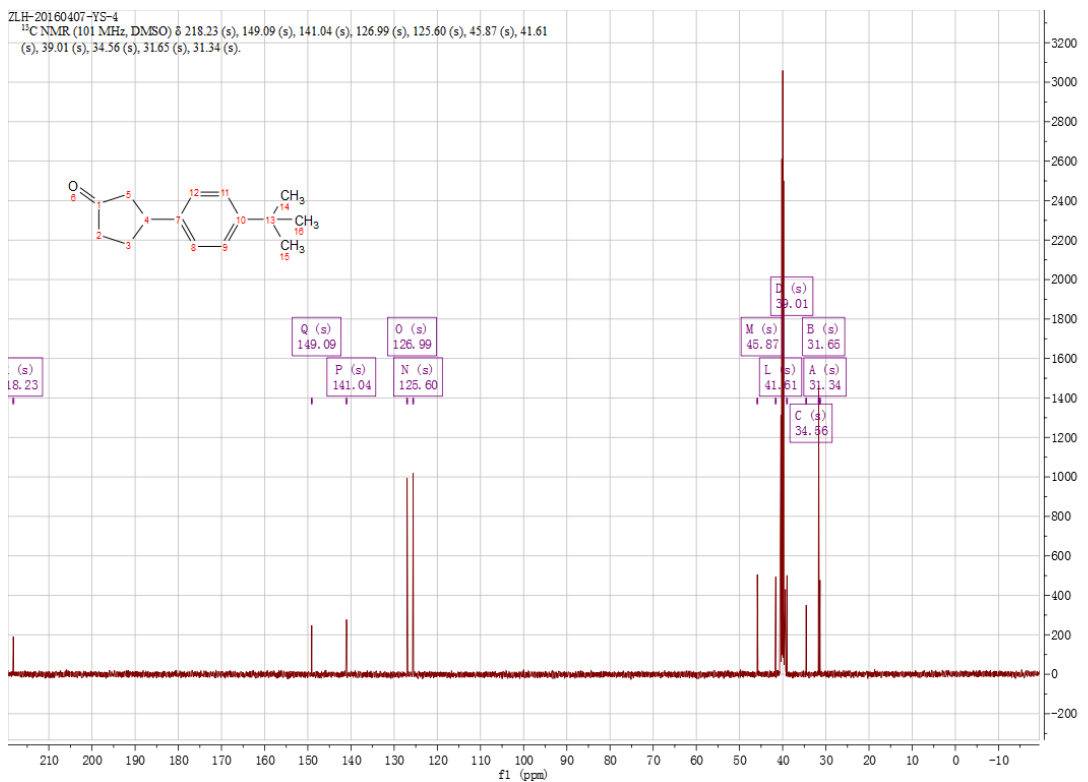 ZLH-20160407-YS-4
¹³C NMR (101 MHz, DMSO) δ 218.23 (s), 149.09 (s), 141.04 (s), 126.99 (s), 125.60 (s), 45.87 (s), 41.61
(s), 39.01 (s), 34.56 (s), 31.65 (s), 31.34 (s).
3200
3000
2800
2600
2400
2200
2000
1800
1600
1400
1200
1000
800
600
400
200
0
-200
O
6
1
2
3
4
5
7
8
9
10
11
12
13
CH₃
14
CH₃
16
CH₃
15
D (s)
39.01
Q (s)
149.09
O (s)
126.99
M (s)
45.87
B (s)
31.65
(s)
18.23
P (s)
141.04
N (s)
125.60
L (s)
41.61
A (s)
31.34
C (s)
34.56
210 200 190 180 170 160 150 140 130 120 110 100 90 80 70 60 50 40 30 20 10 0 -10
f1 (ppm)